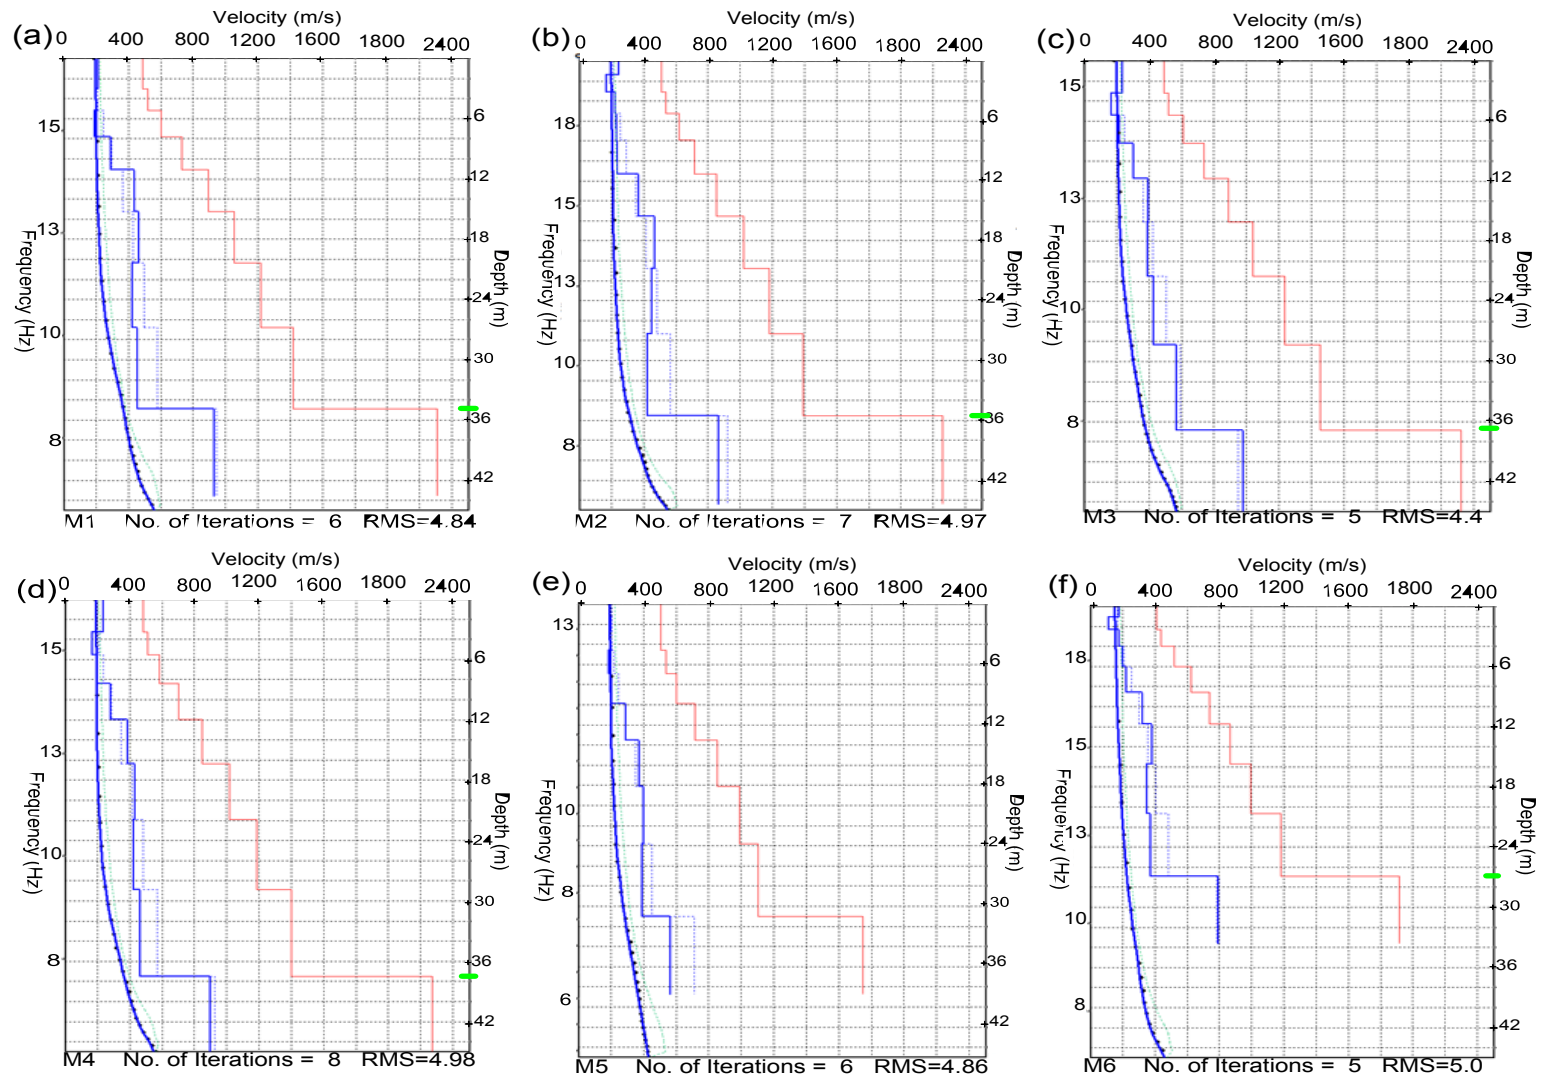 Velocity (m/s)
(a) 0 400 800 1200 1600 1800 2400
15
13
10
8
Frequency (Hz)
6
12
18
24
30
36
42
Depth (m)
M1 No. of Iterations = 6 RMS=4.84
Velocity (m/s)
(b) 0 400 800 1200 1600 1800 2400
18
15
13
10
8
Frequency (Hz)
6
12
18
24
30
36
42
Depth (m)
M2 No. of Iterations = 7 RMS=4.97
Velocity (m/s)
(c) 0 400 800 1200 1600 1800 2400
15
13
10
8
Frequency (Hz)
6
12
18
24
30
36
42
Depth (m)
M3 No. of Iterations = 5 RMS=4.4
Velocity (m/s)
(d) 0 400 800 1200 1600 1800 2400
15
13
10
8
Frequency (Hz)
6
12
18
24
30
36
42
Depth (m)
M4 No. of Iterations = 8 RMS=4.98
Velocity (m/s)
(e) 0 400 800 1200 1600 1800 2400
13
10
8
6
Frequency (Hz)
6
12
18
24
30
36
42
Depth (m)
M5 No. of Iterations = 6 RMS=4.86
Velocity (m/s)
(f) 0 400 800 1200 1600 1800 2400
18
15
13
10
8
Frequency (Hz)
6
12
18
24
30
36
42
Depth (m)
M6 No. of Iterations = 5 RMS=5.0